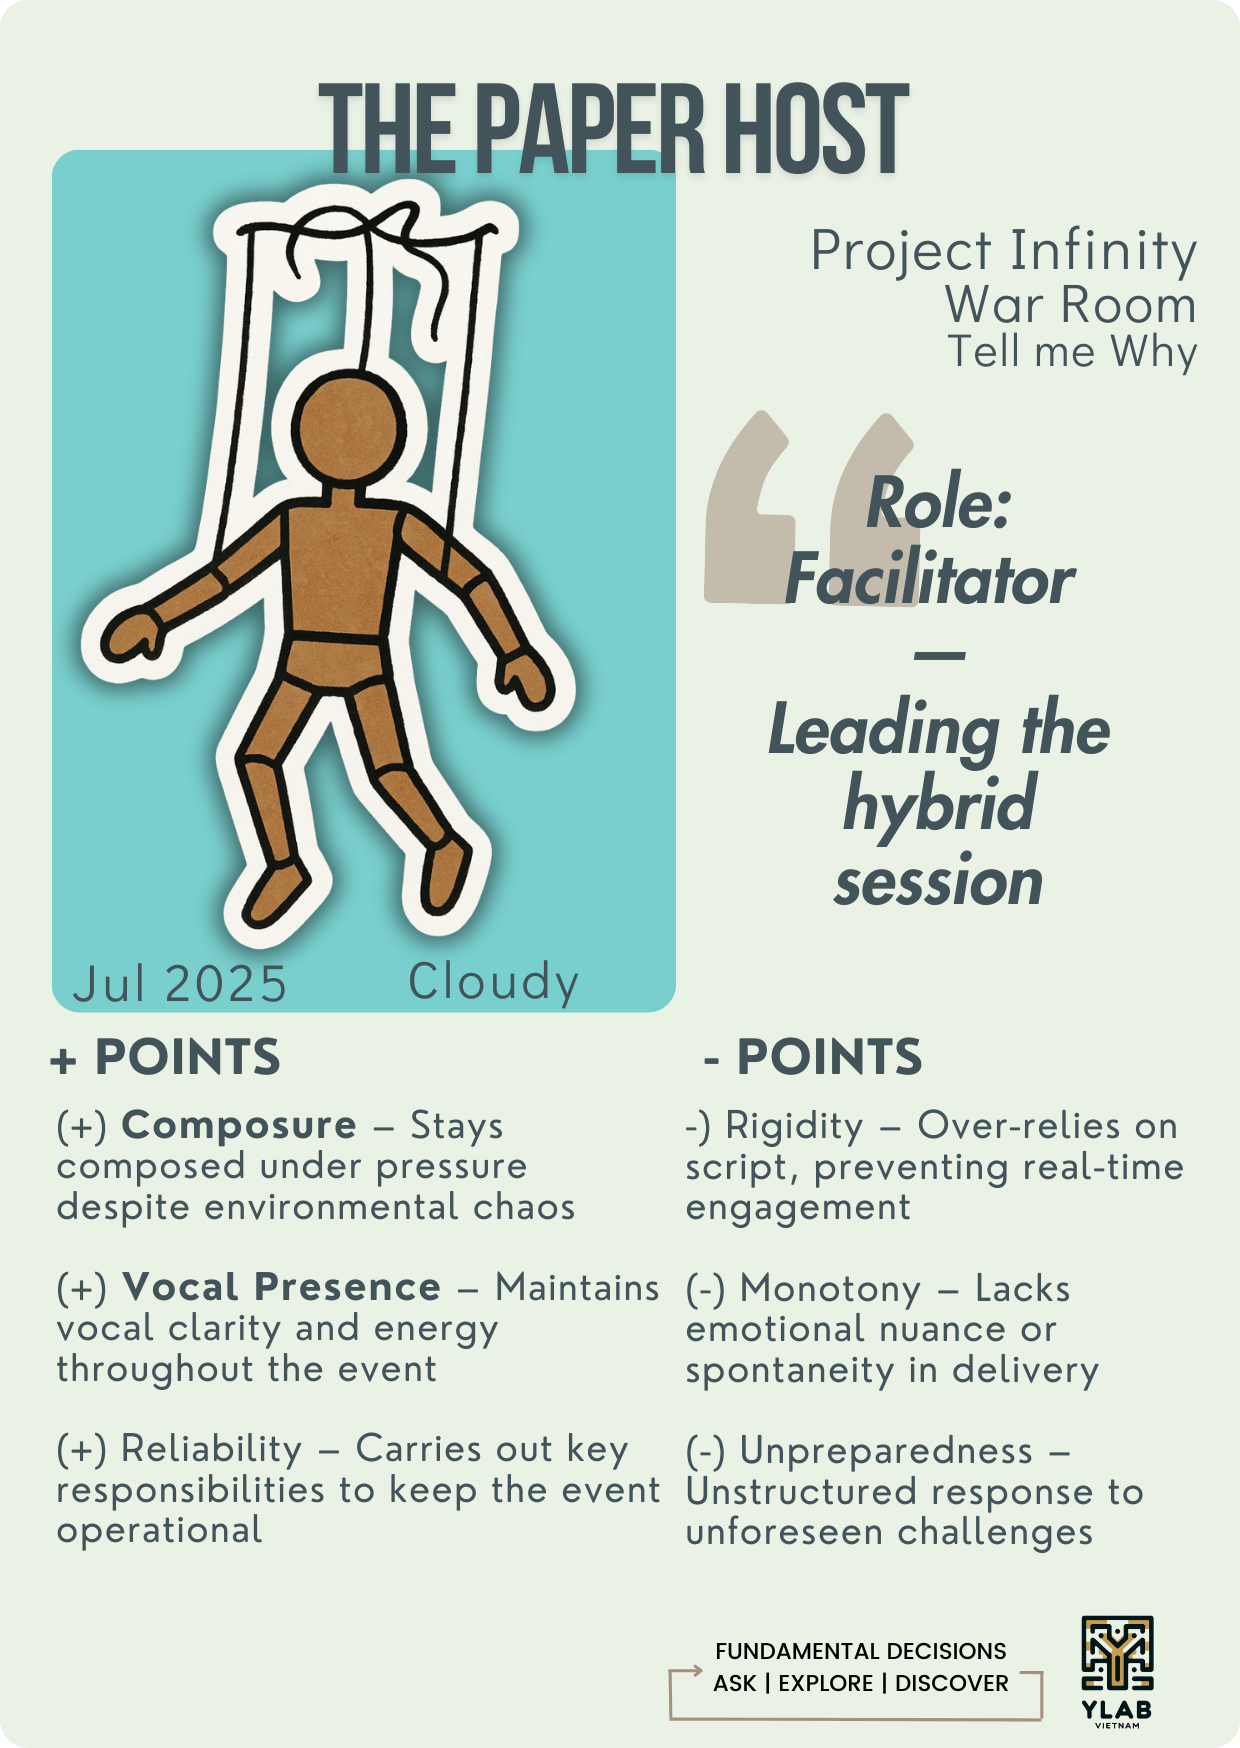 THE PAPER HOST
Project Infinity
War Room
Tell me Why
Role:
Facilitator
—
Leading the
hybrid
session
Jul 2025 Cloudy
+ POINTS
(+) Composure – Stays
composed under pressure
despite environmental chaos
(+) Vocal Presence – Maintains
vocal clarity and energy
throughout the event
(+) Reliability – Carries out key
responsibilities to keep the event
operational
- POINTS
-) Rigidity – Over-relies on
script, preventing real-time
engagement
(-) Monotony – Lacks
emotional nuance or
spontaneity in delivery
(-) Unpreparedness –
Unstructured response to
unforeseen challenges
FUNDAMENTAL DECISIONS
ASK | EXPLORE | DISCOVER
YLAB
VIETNAM